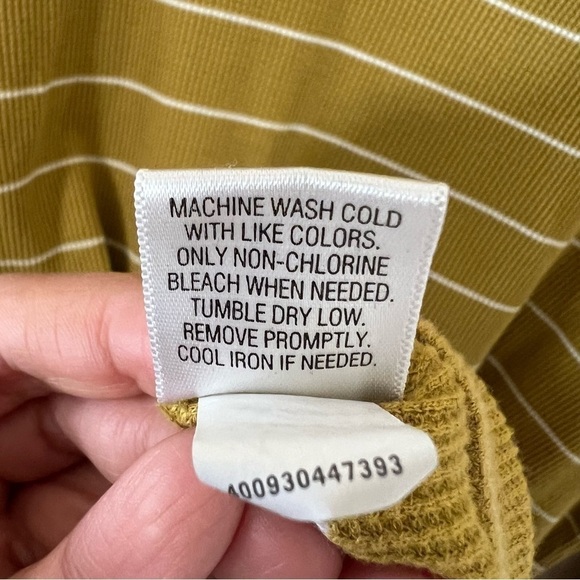 MACHINE WASH COLD
WITH LIKE COLORS.
ONLY NON-CHLORINE
BLEACH WHEN NEEDED.
TUMBLE DRY LOW.
REMOVE PROMPTLY.
COOL IRON IF NEEDED.
400930447393